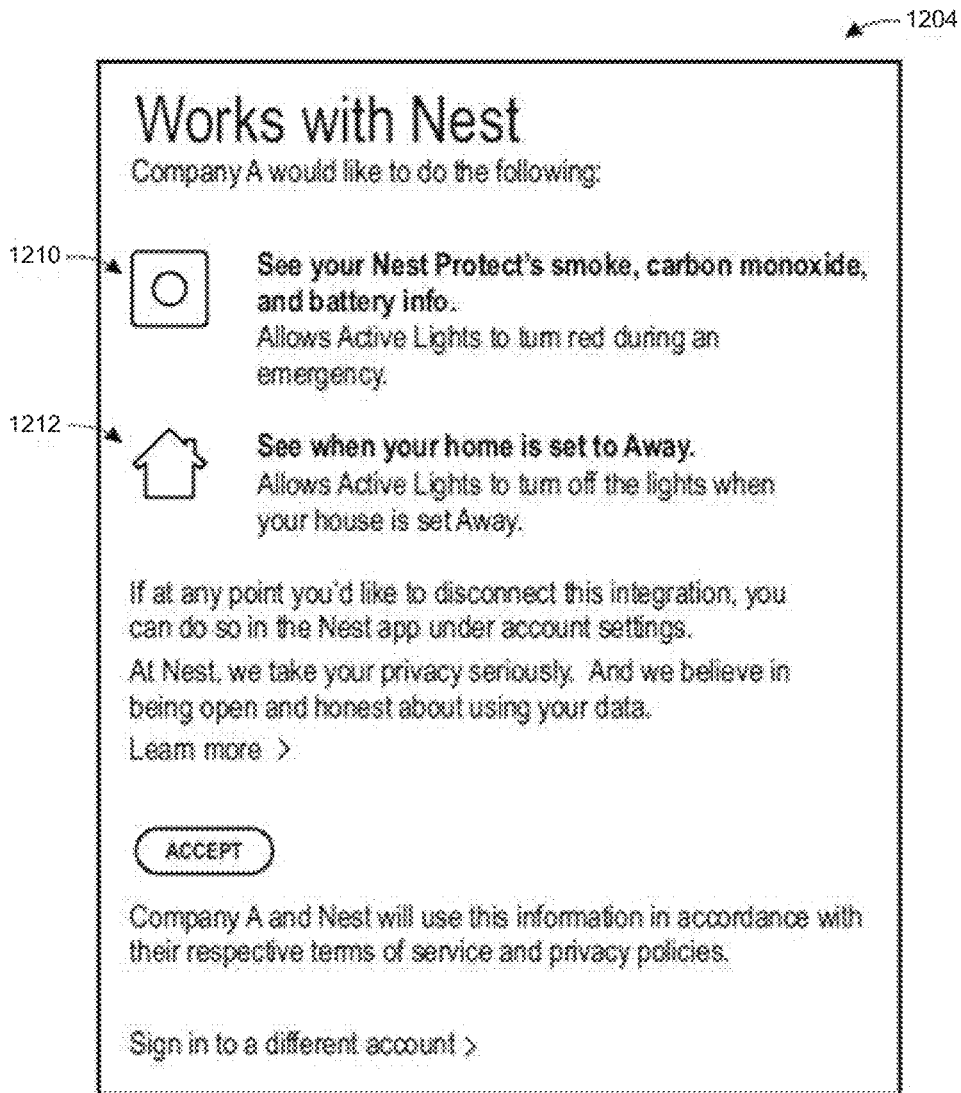 1204
Works with Nest
Company A would like to do the following:
1210
See your Nest Protect's smoke, carbon monoxide,
and battery info.
Allows Active Lights to turn red during an
emergency.
1212
See when your home is set to Away.
Allows Active Lights to turn off the lights when
your house is set Away.
If at any point you'd like to disconnect this integration, you
can do so in the Nest app under account settings.
At Nest, we take your privacy seriously. And we believe in
being open and honest about using your data.
Learn more >
ACCEPT
Company A and Nest will use this information in accordance with
their respective terms of service and privacy policies.
Sign in to a different account >